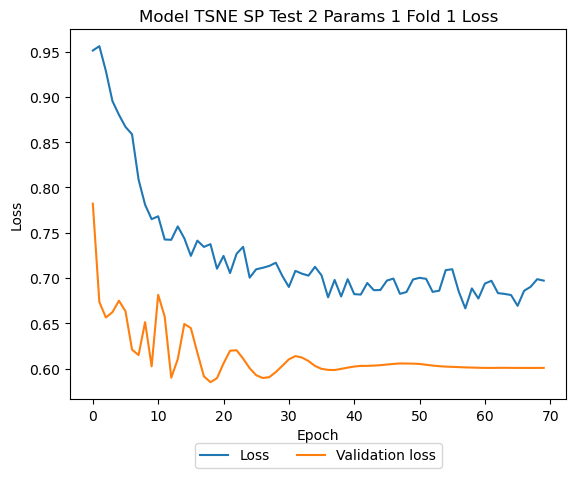 Model TSNE SP Test 2 Params 1 Fold 1 Loss
Loss
0.95
0.90
0.85
0.80
0.75
0.70
0.65
0.60
0 10 20 30 40 50 60 70
Epoch
Loss Validation loss